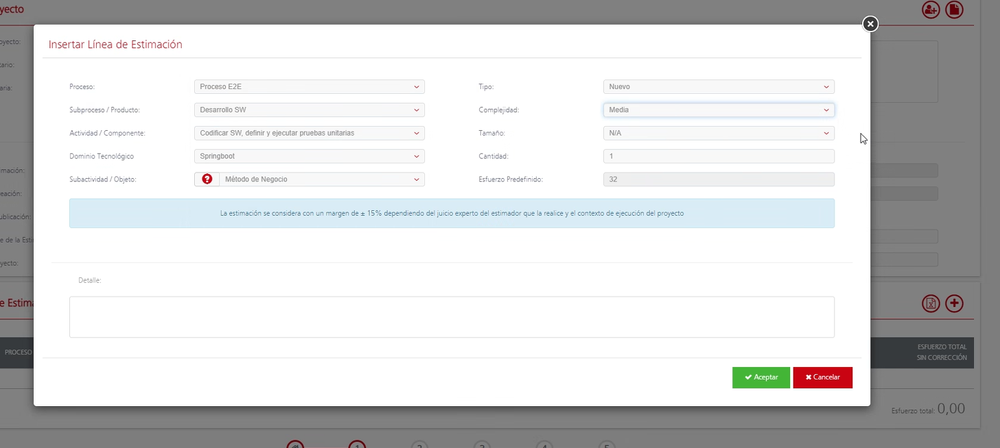 yecto
Insertar Línea de Estimación
oyecto:
tario:
aria:
Proceso: Proceso E2E Tipo: Nuevo
Subproceso / Producto: Desarrollo SW Complejidad: Media
Actividad / Componente: Codificar SW, definir y ejecutar pruebas unitarias Tamaño: N/A
Dominio Tecnológico Springboot Cantidad: 1
Subactividad / Objeto: ? Método de Negocio Esfuerzo Predefinido: 32
imación:
eación:
ublicación:
e de la Esti
yecto:
La estimación se considera con un margen de ± 15% dependiendo del juicio experto del estimador que la realice y el contexto de ejecución del proyecto
Detalle:
e Estima
PROCESO
ESFUERZO TOTAL
SIN CORRECCIÓN
Aceptar Cancelar
Esfuerzo total: 0,00
1 2 3 4 5